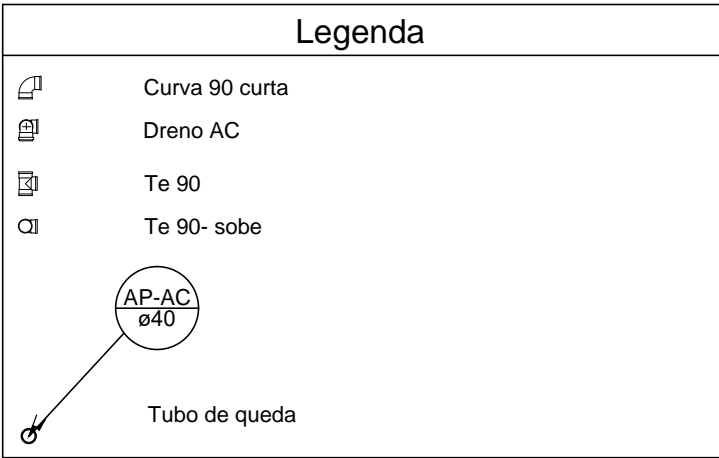 Legenda
Curva 90 curta
Dreno AC
Te 90
Te 90- sobe
AP-AC
ø40
Tubo de queda